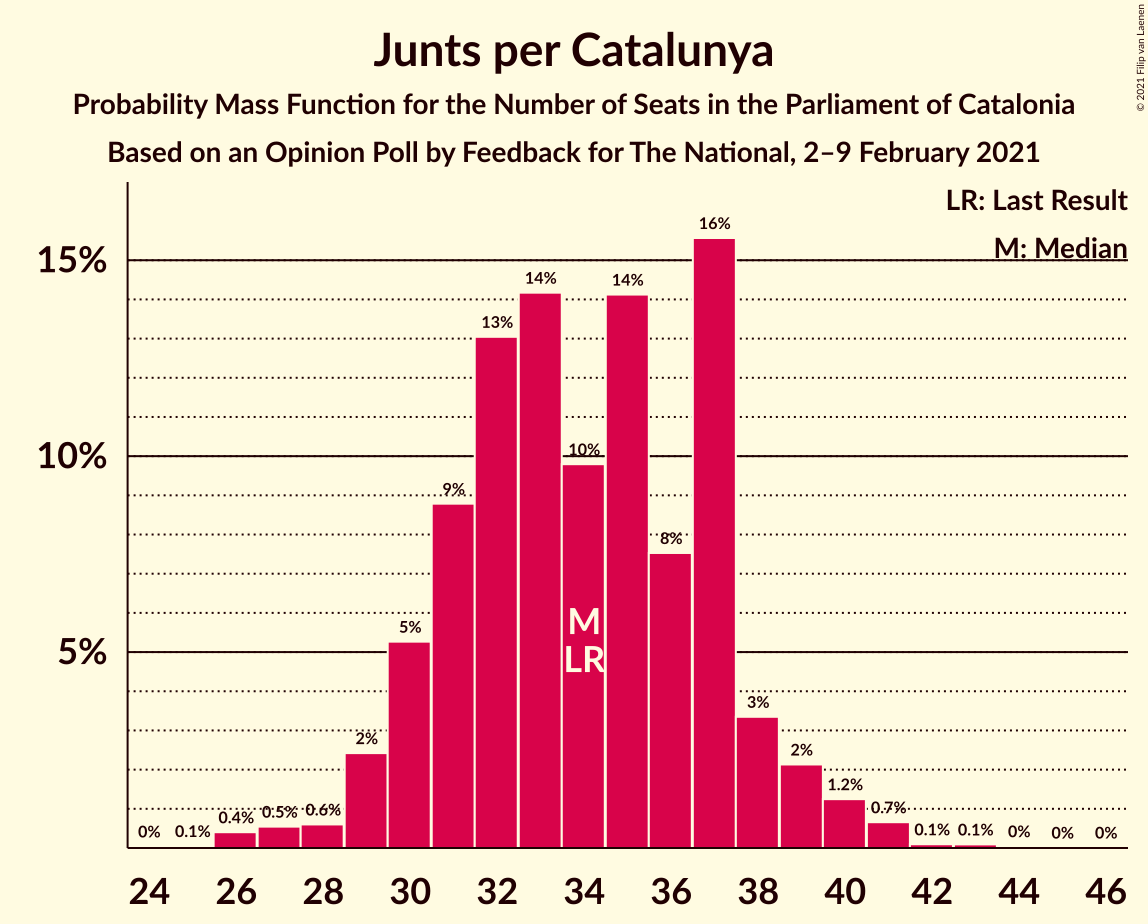 © 2021 Filip van Laenen
Junts per Catalunya
Probability Mass Function for the Number of Seats in the Parliament of Catalonia
Based on an Opinion Poll by Feedback for The National, 2–9 February 2021
LR: Last Result
M: Median
15%
10%
5%
0%
0.1%
0.4%
0.5%
0.6%
2%
5%
9%
13%
14%
10%
14%
8%
16%
3%
2%
1.2%
0.7%
0.1%
0.1%
0%
0%
0%
M
LR
24 26 28 30 32 34 36 38 40 42 44 46